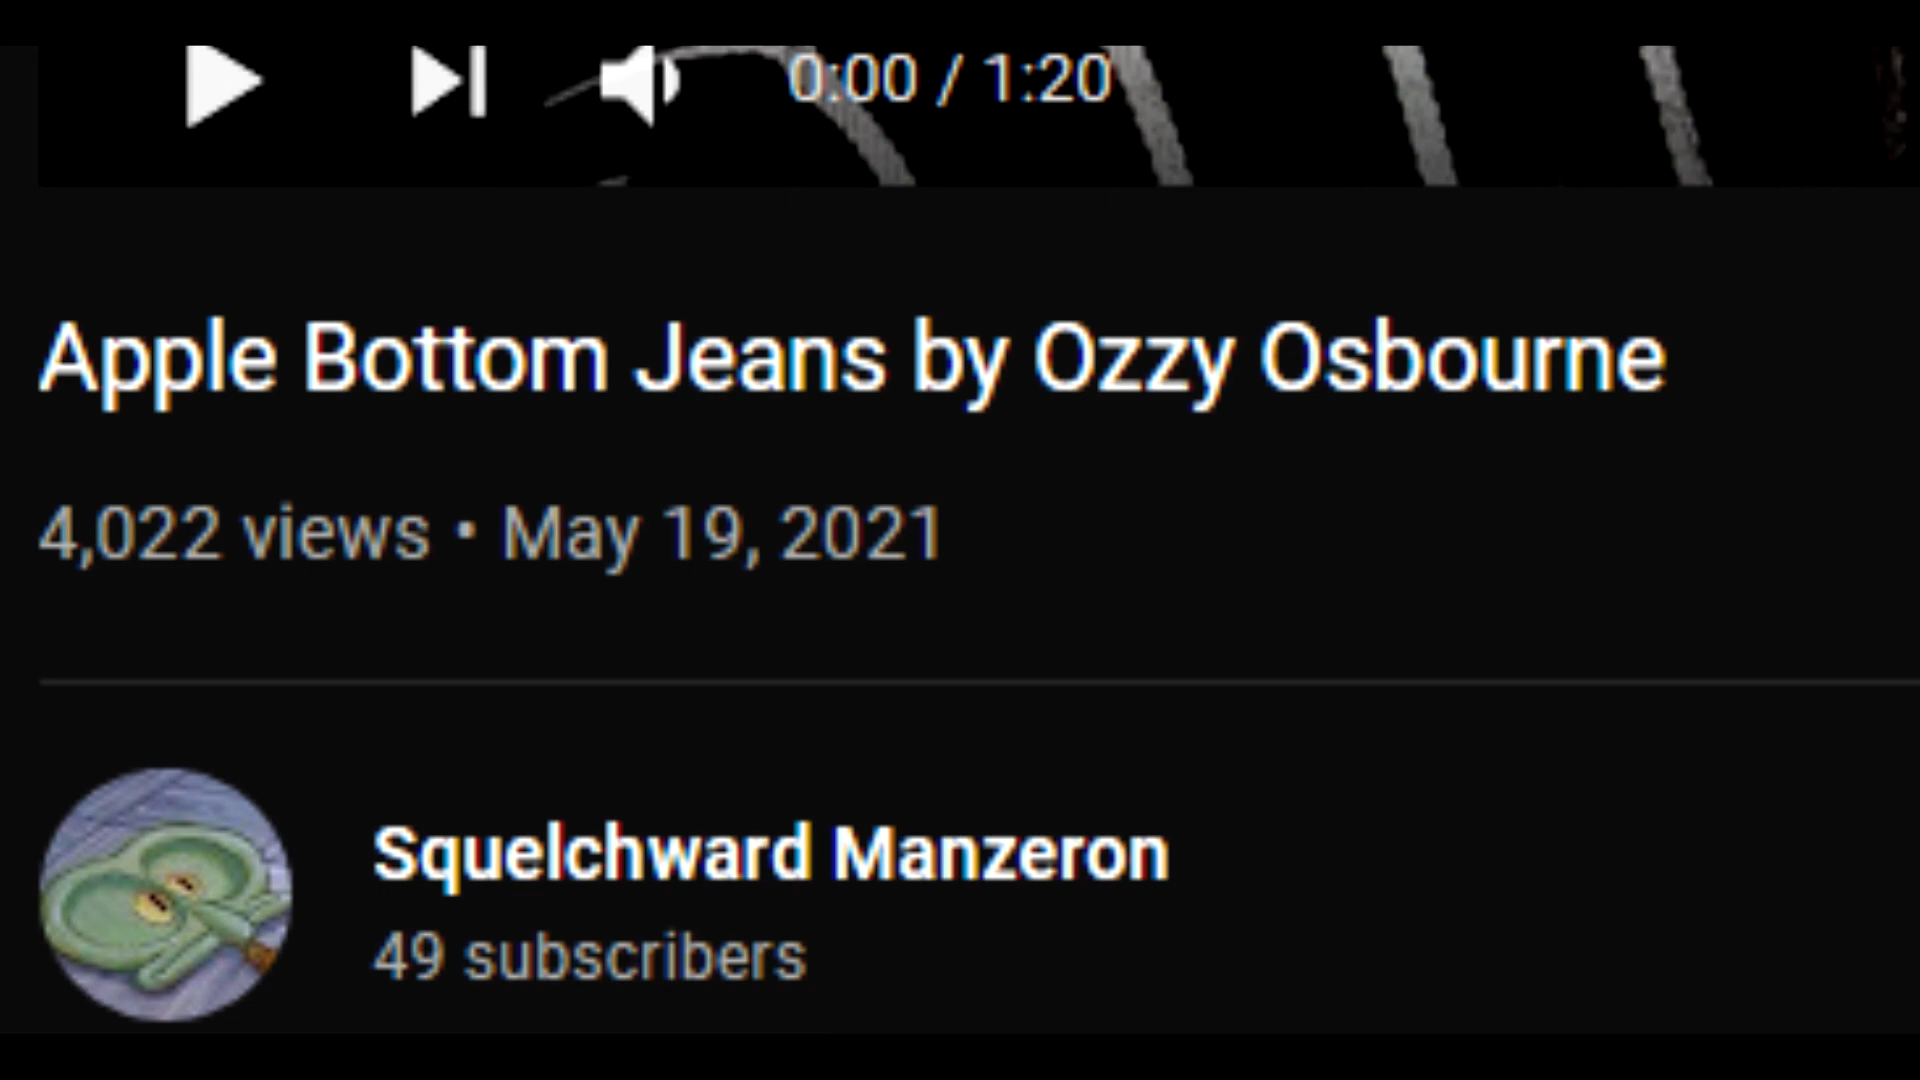 0:00 / 1:20
Apple Bottom Jeans by Ozzy Osbourne
4,022 views • May 19, 2021
Squelchward Manzeron
49 subscribers